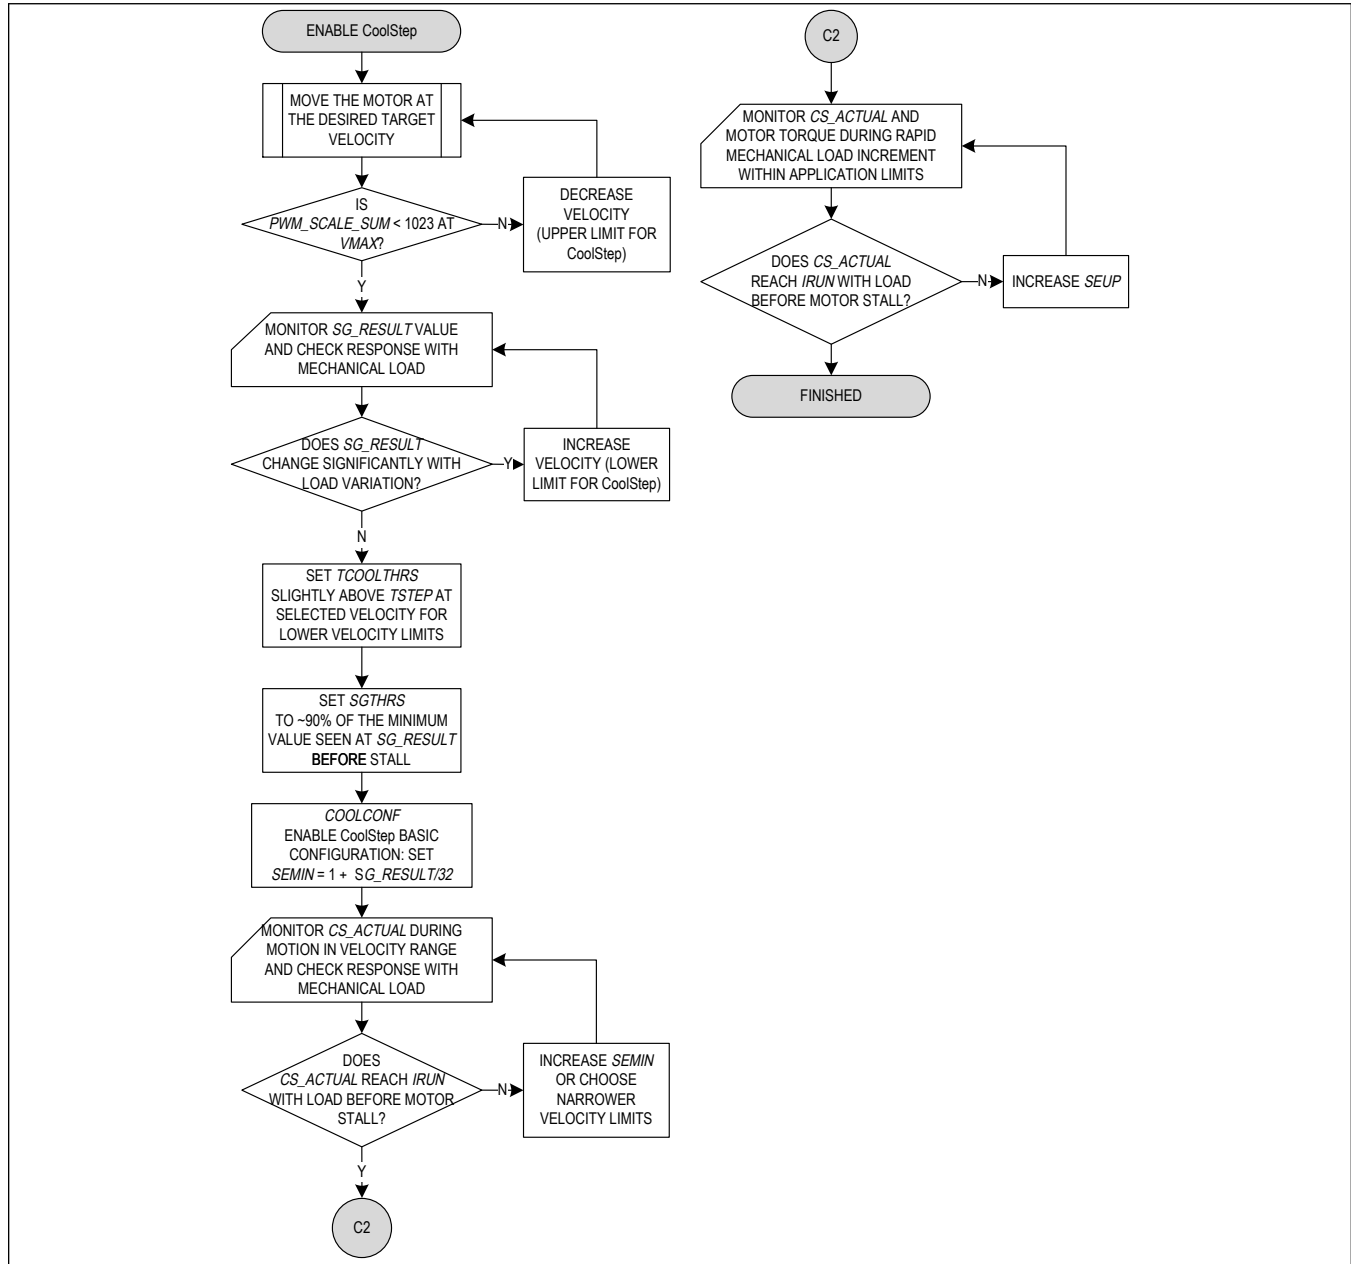 ENABLE CoolStep
MOVE THE MOTOR AT
THE DESIRED TARGET
VELOCITY
IS
PWM_SCALE_SUM < 1023 AT
VMAX?
N
DECREASE
VELOCITY
(UPPER LIMIT FOR
CoolStep)
Y
MONITOR SG_RESULT VALUE
AND CHECK RESPONSE WITH
MECHANICAL LOAD
DOES SG_RESULT
CHANGE SIGNIFICANTLY WITH
LOAD VARIATION?
Y
INCREASE
VELOCITY (LOWER
LIMIT FOR CoolStep)
N
SET TCOOLTHRS
SLIGHTLY ABOVE TSTEP AT
SELECTED VELOCITY FOR
LOWER VELOCITY LIMITS
SET SGTHRS
TO ~90% OF THE MINIMUM
VALUE SEEN AT SG_RESULT
BEFORE STALL
COOLCONF
ENABLE CoolStep BASIC
CONFIGURATION: SET
SEMIN = 1 + SG_RESULT/32
MONITOR CS_ACTUAL DURING
MOTION IN VELOCITY RANGE
AND CHECK RESPONSE WITH
MECHANICAL LOAD
DOES
CS_ACTUAL REACH IRUN
WITH LOAD BEFORE MOTOR
STALL?
N
INCREASE SEMIN
OR CHOOSE
NARROWER
VELOCITY LIMITS
Y
C2
C2
MONITOR CS_ACTUAL AND
MOTOR TORQUE DURING RAPID
MECHANICAL LOAD INCREMENT
WITHIN APPLICATION LIMITS
DOES CS_ACTUAL
REACH IRUN WITH LOAD
BEFORE MOTOR STALL?
N
INCREASE SEUP
FINISHED